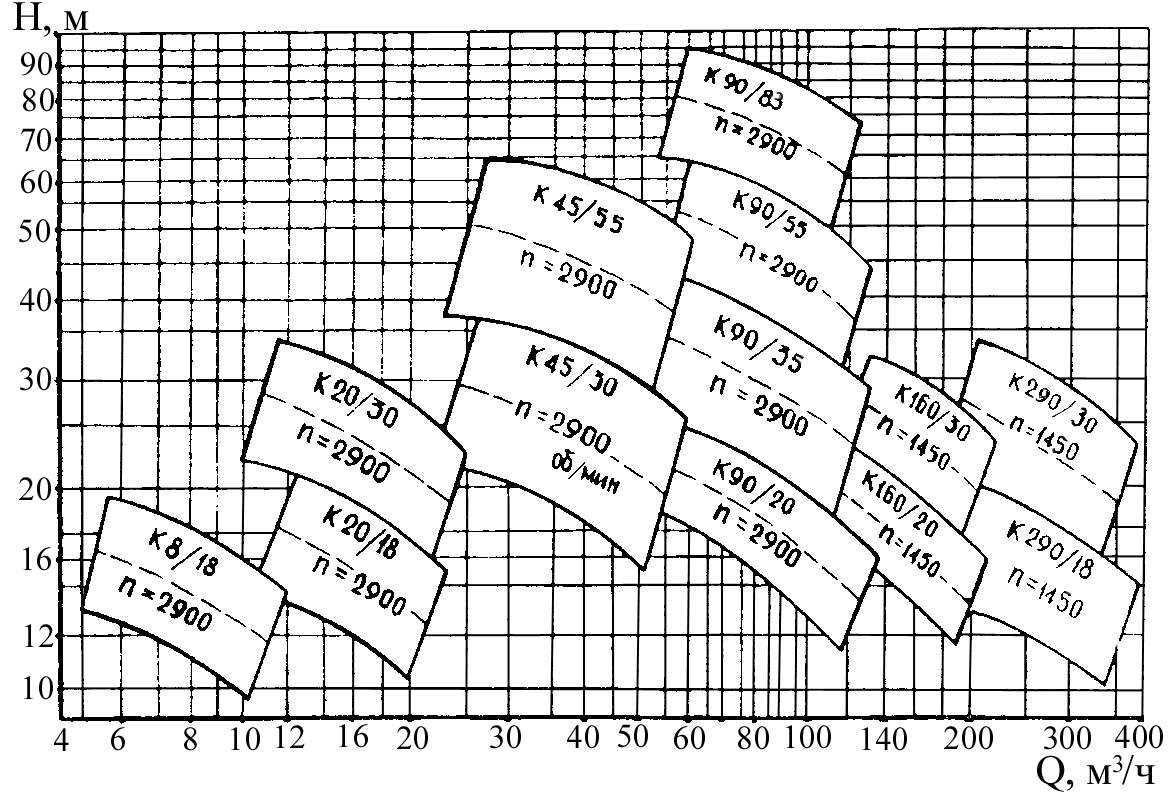 H, м
90
80
70
60
50
40
30
20
16
12
10
К 90/83
n = 2900
К 90/55
n = 2900
К 45/55
n = 2900
К 90/35
n = 2900
К 45/30
n = 2900
об/мин
К 20/30
n = 2900
К 160/30
n = 1450
К 290/30
n = 1450
К 90/20
n = 2900
К 160/20
n = 1450
К 8/18
n = 2900
К 20/18
n = 2900
К 290/18
n = 1450
4 6 8 10 12 16 20 30 40 50 60 80 100 140 200 300 400
Q, м³/ч